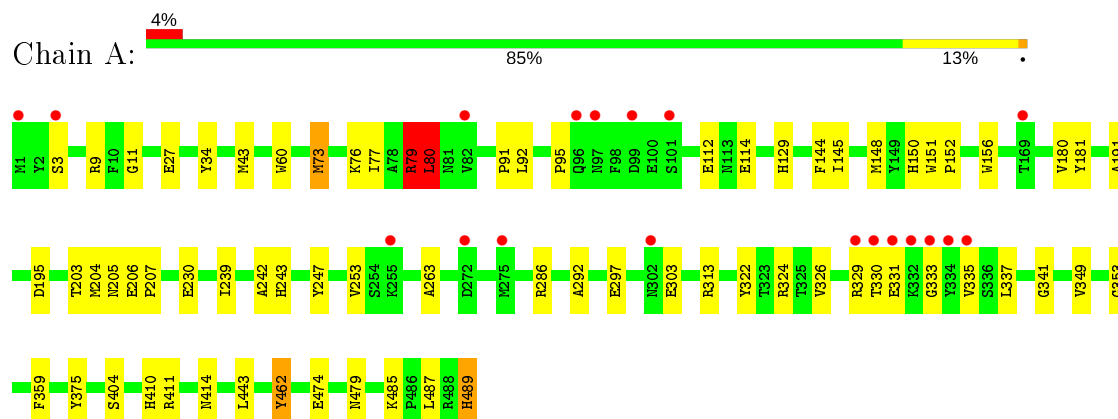 4%
Chain A:
85% 13% .
M1 Y2 S3 R9 F10 G11 E27 Y34 M43 W60 M73 K76 I77 A78 R79 L80 N81 V82 P91 L92 P95 Q96 N97 F98 D99 E100 S101 E112 N113 E114 H129 F144 I145 M148 Y149 H150 W151 P152 W156 T169 V180 Y181 A191
D195 T203 M204 N205 E206 P207 E230 I239 A242 H243 Y247 V253 S254 K255 A263 D272 M275 R286 A292 E297 N302 E303 R313 Y322 T323 R324 T325 V326 R329 T330 E331 K332 G333 Y334 V335 S336 L337 G341 V349
F359 Y375 S404 H410 R411 N414 L443 Y462 E474 N479 K485 P486 L487 R488 H489